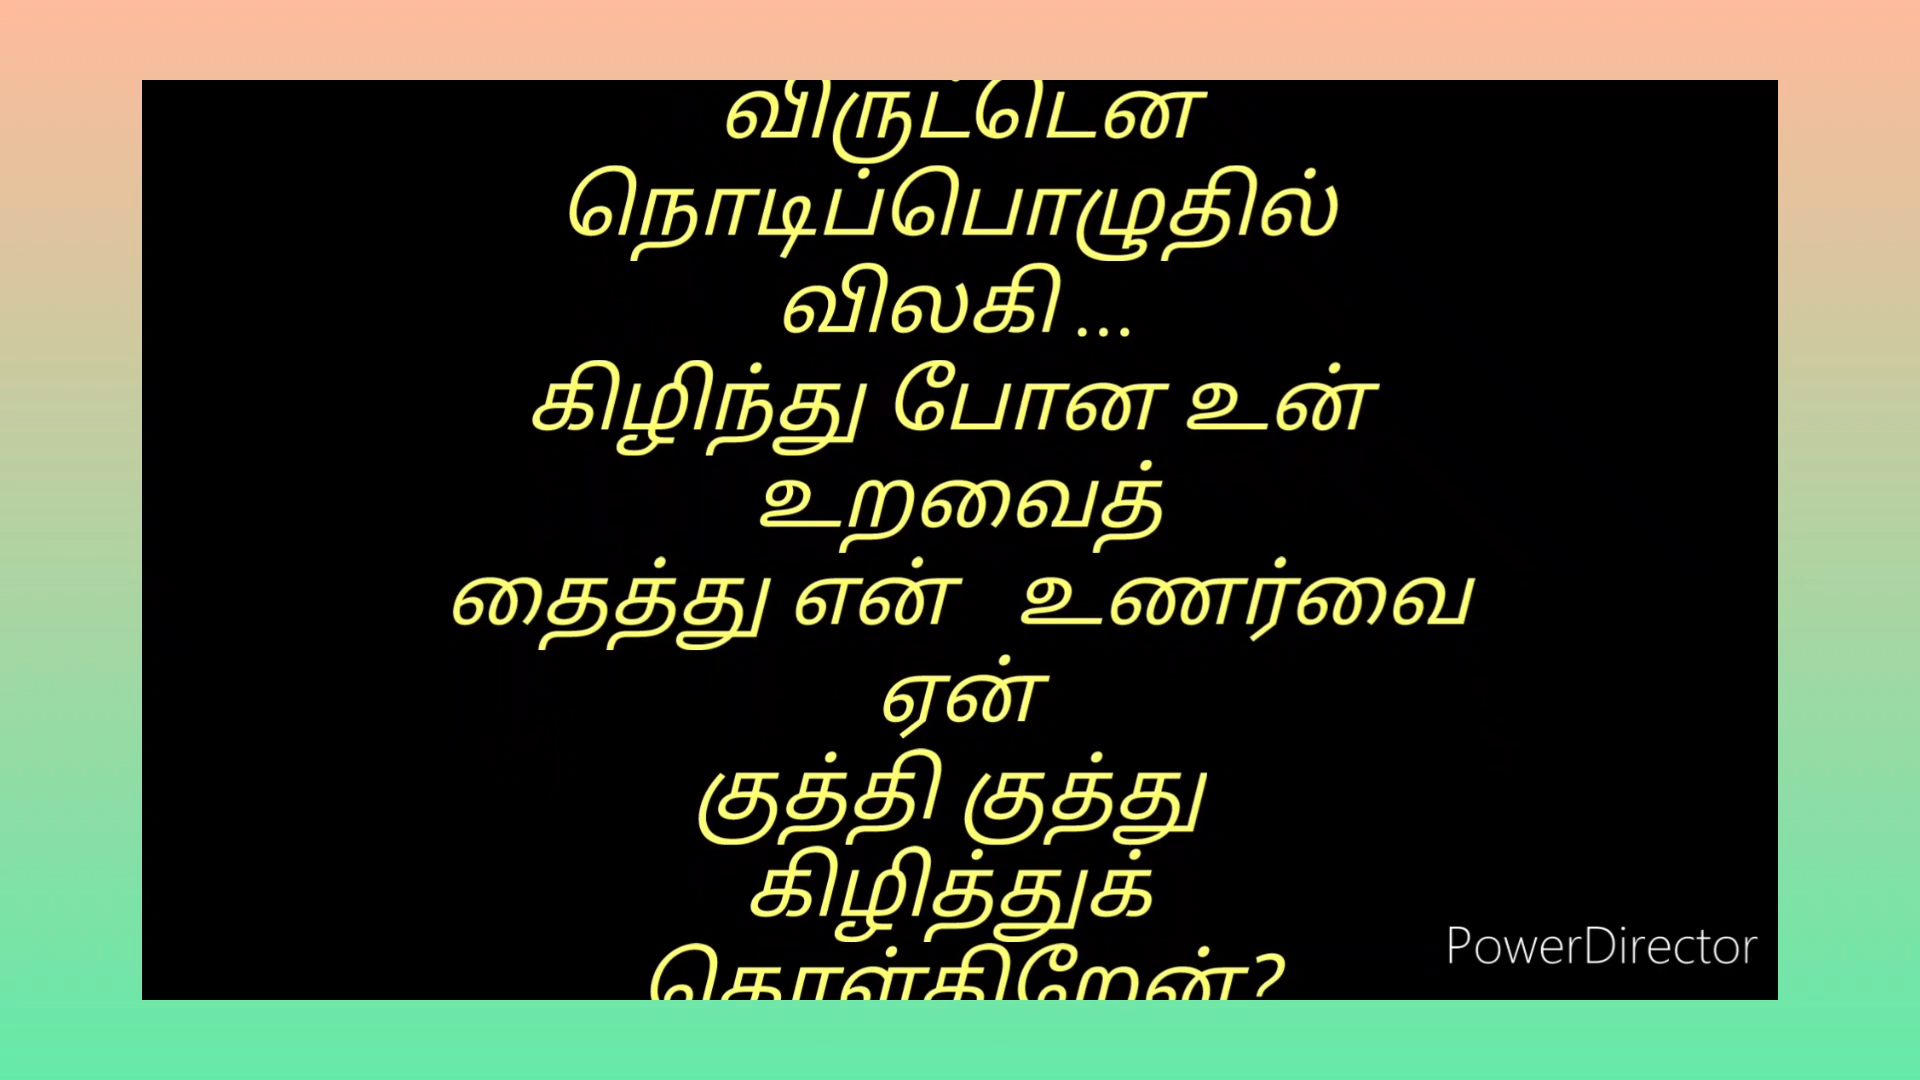 விருட்டென
நொடிப்பொழுதில்
விலகி ...
கிழிந்து போன உன்
உறவைத்
தைத்து என் உணர்வை
ஏன்
குத்தி குத்து
கிழித்துக்
கொள்கிறேன்?
PowerDirector